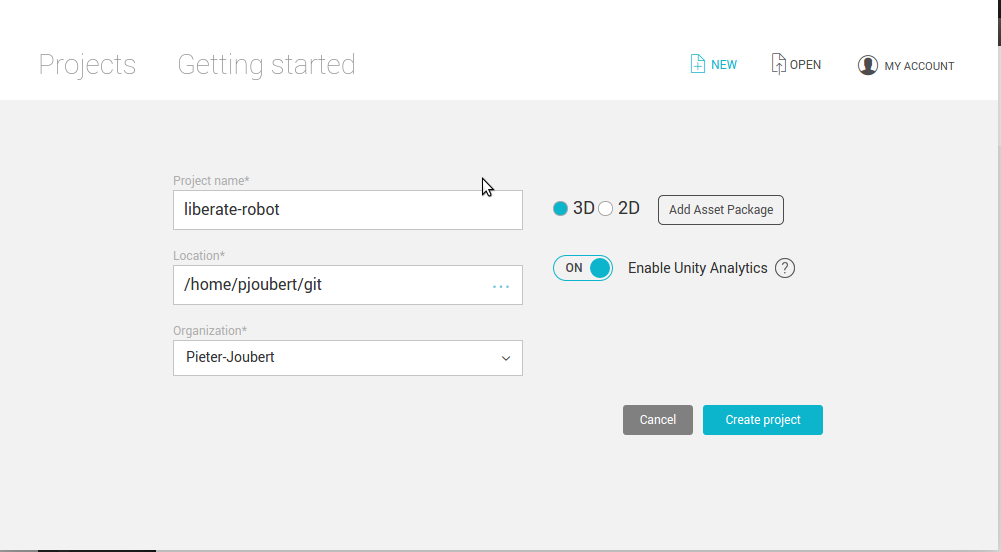 Projects Getting started NEW OPEN MY ACCOUNT
Project name*
liberate-robot 3D 2D Add Asset Package
Location*
/home/pjoubert/git ... ON Enable Unity Analytics ?
Organization*
Pieter-Joubert
Cancel Create project